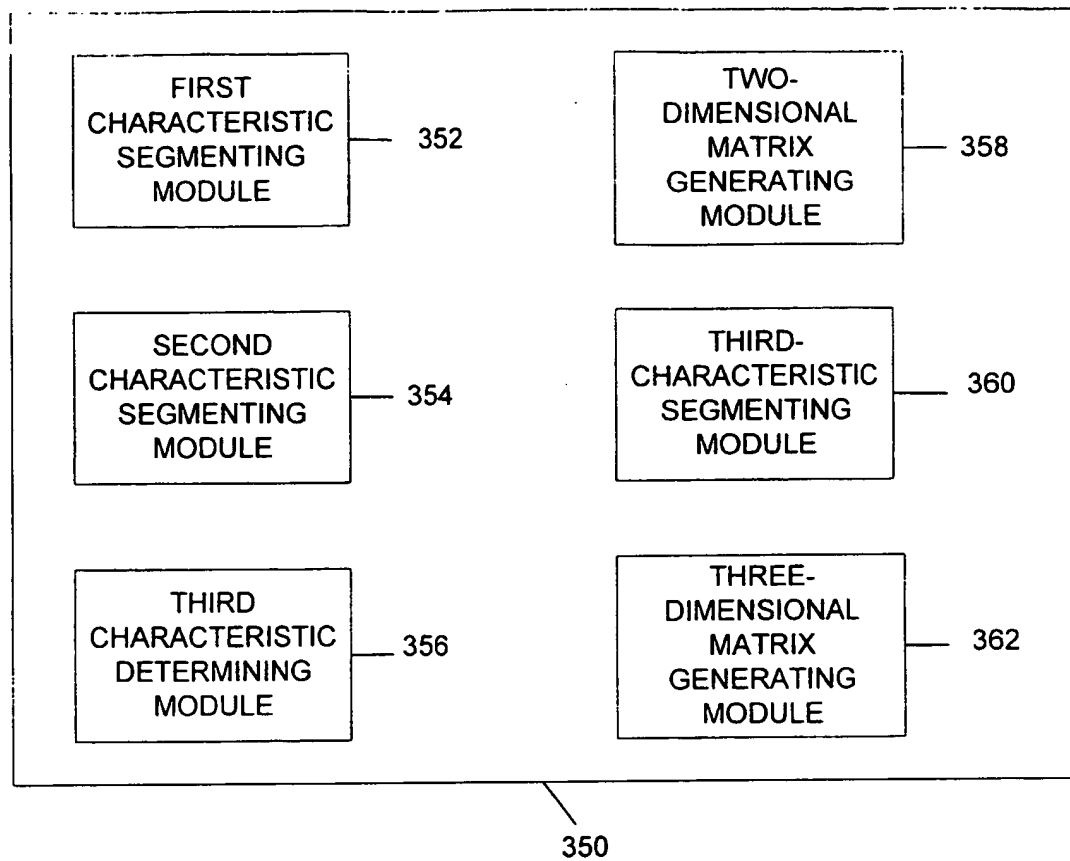 FIRST
CHARACTERISTIC
SEGMENTING
MODULE
352
TWO-
DIMENSIONAL
MATRIX
GENERATING
MODULE
358
SECOND
CHARACTERISTIC
SEGMENTING
MODULE
354
THIRD-
CHARACTERISTIC
SEGMENTING
MODULE
360
THIRD
CHARACTERISTIC
DETERMINING
MODULE
356
THREE-
DIMENSIONAL
MATRIX
GENERATING
MODULE
362
350